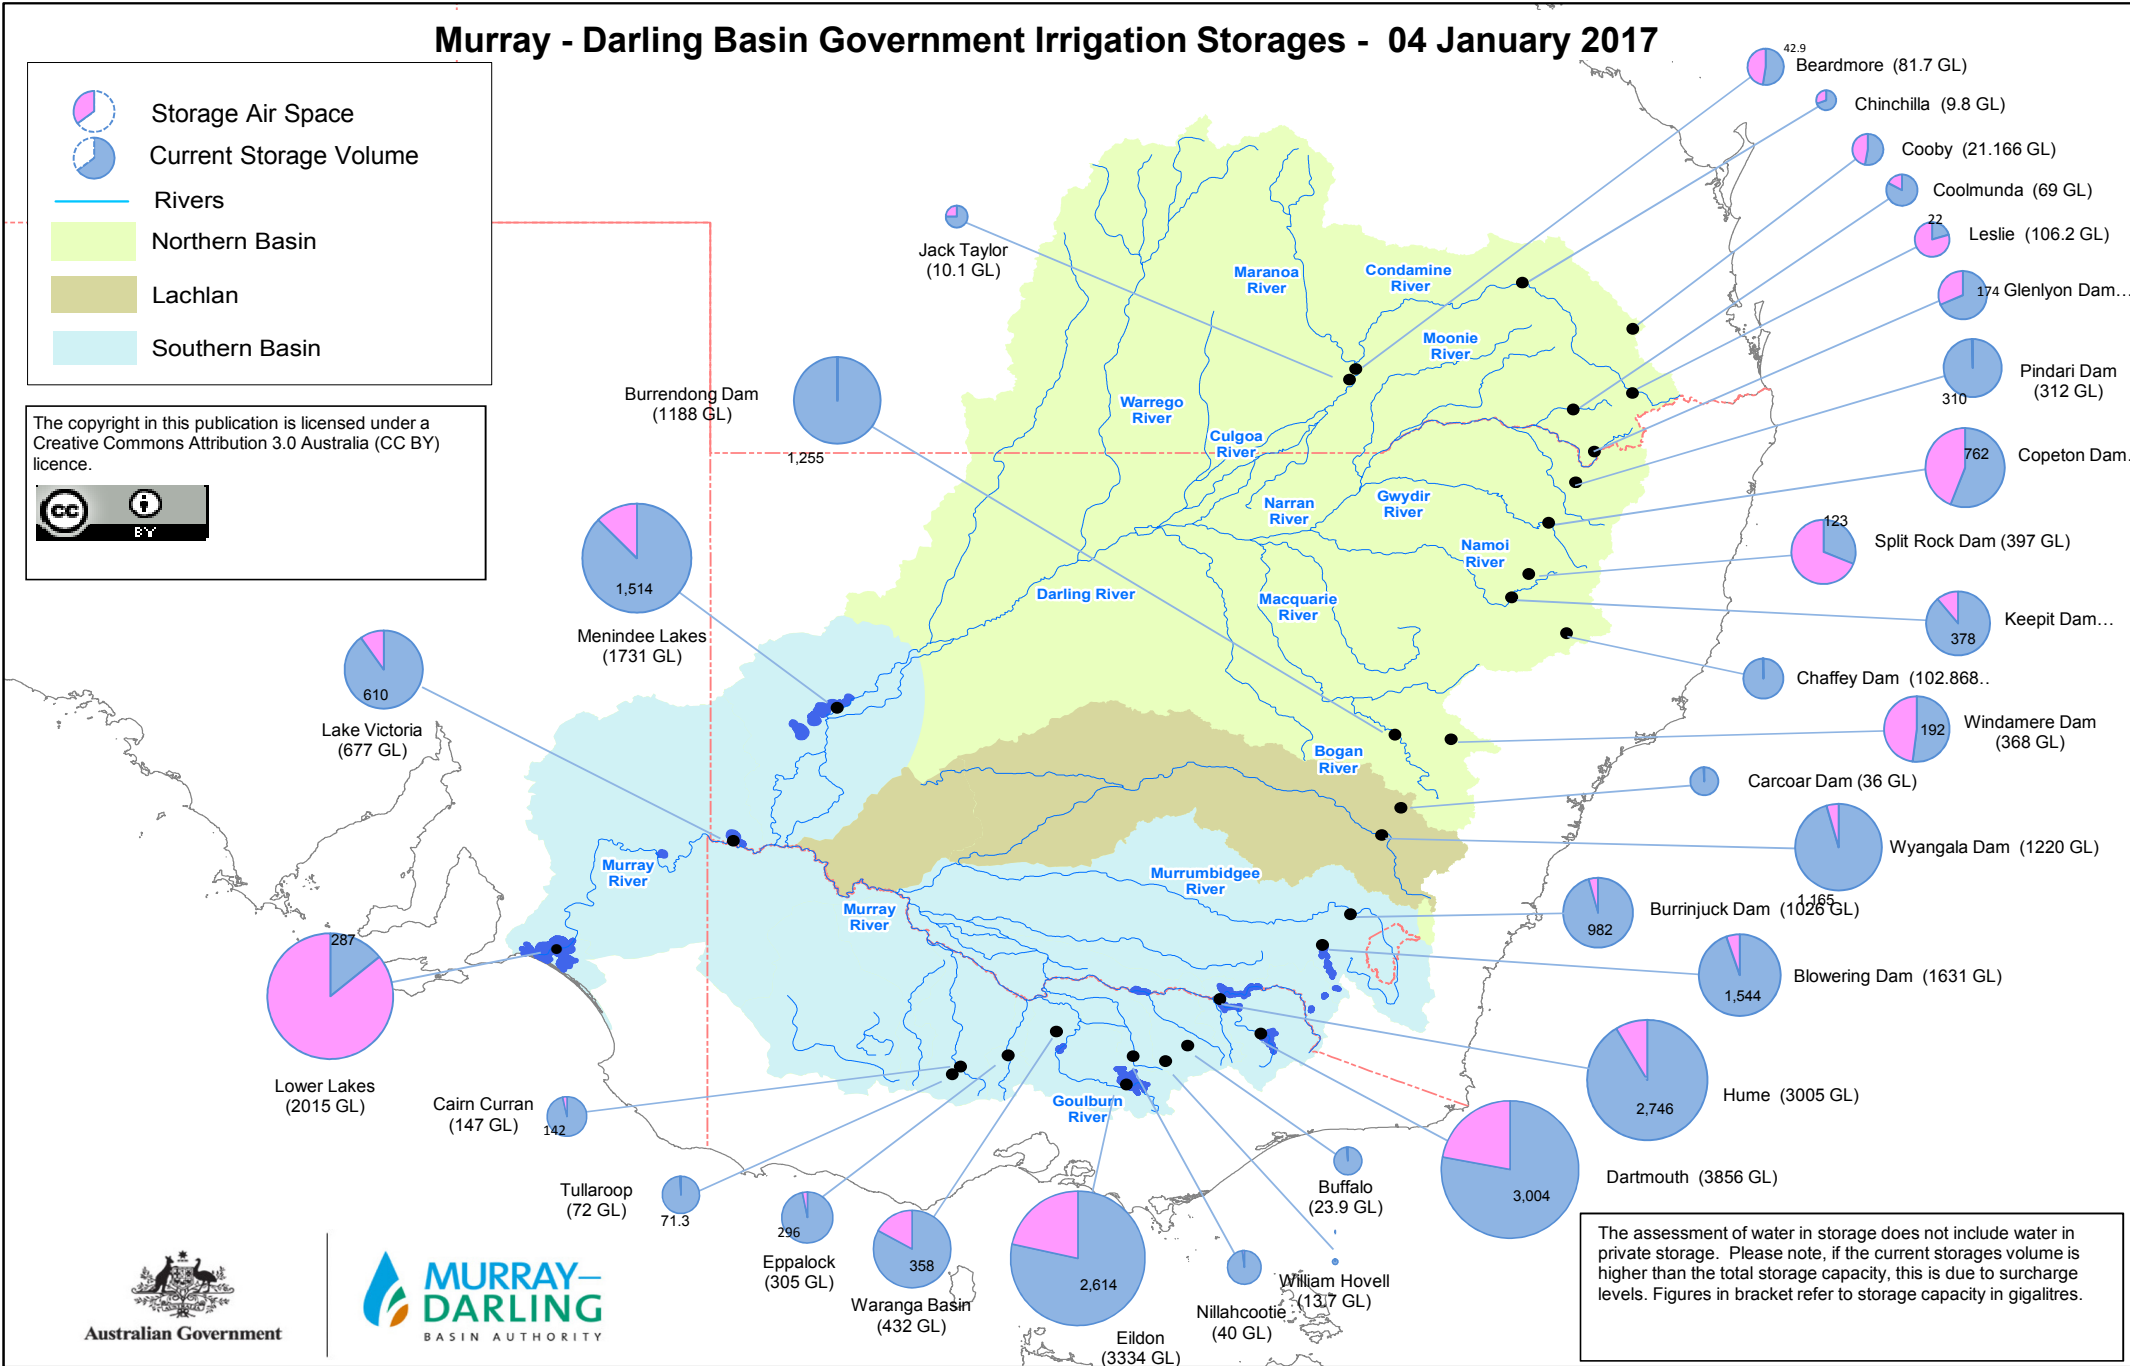 Murray - Darling Basin Government Irrigation Storages - 04 January 2017
Storage Air Space
Current Storage Volume
Rivers
Northern Basin
Lachlan
Southern Basin
The copyright in this publication is licensed under a
Creative Commons Attribution 3.0 Australia (CC BY)
licence.
cc
BY
42.9
Beardmore (81.7 GL)
Chinchilla (9.8 GL)
Cooby (21.166 GL)
Coolmunda (69 GL)
22
Leslie (106.2 GL)
174 Glenlyon Dam...
Pindari Dam
(312 GL)
310
762
Copeton Dam.
123
Split Rock Dam (397 GL)
378
Keepit Dam...
Chaffey Dam (102.868..
192
Windamere Dam
(368 GL)
Carcoar Dam (36 GL)
Wyangala Dam (1220 GL)
1,165
Burrinjuck Dam (1026 GL)
982
Blowering Dam (1631 GL)
1,544
Hume (3005 GL)
2,746
Dartmouth (3856 GL)
3,004
Jack Taylor
(10.1 GL)
Burrendong Dam
(1188 GL)
1,255
1,514
Menindee Lakes
(1731 GL)
610
Lake Victoria
(677 GL)
287
Lower Lakes
(2015 GL)
Cairn Curran
(147 GL)
142
Tullaroop
(72 GL)
71.3
296
Eppalock
(305 GL)
358
Waranga Basin
(432 GL)
2,614
Eildon
(3334 GL)
Nillahcootie
(40 GL)
William Hovell
(13.7 GL)
Buffalo
(23.9 GL)
Maranoa
River
Condamine
River
Moonie
River
Warrego
River
Culgoa
River
Narran
River
Gwydir
River
Namoi
River
Darling River
Macquarie
River
Bogan
River
Murray
River
Murray
River
Murrumbidgee
River
Goulburn
River
The assessment of water in storage does not include water in
private storage. Please note, if the current storages volume is
higher than the total storage capacity, this is due to surcharge
levels. Figures in bracket refer to storage capacity in gigalitres.
Australian Government
MURRAY–
DARLING
BASIN AUTHORITY